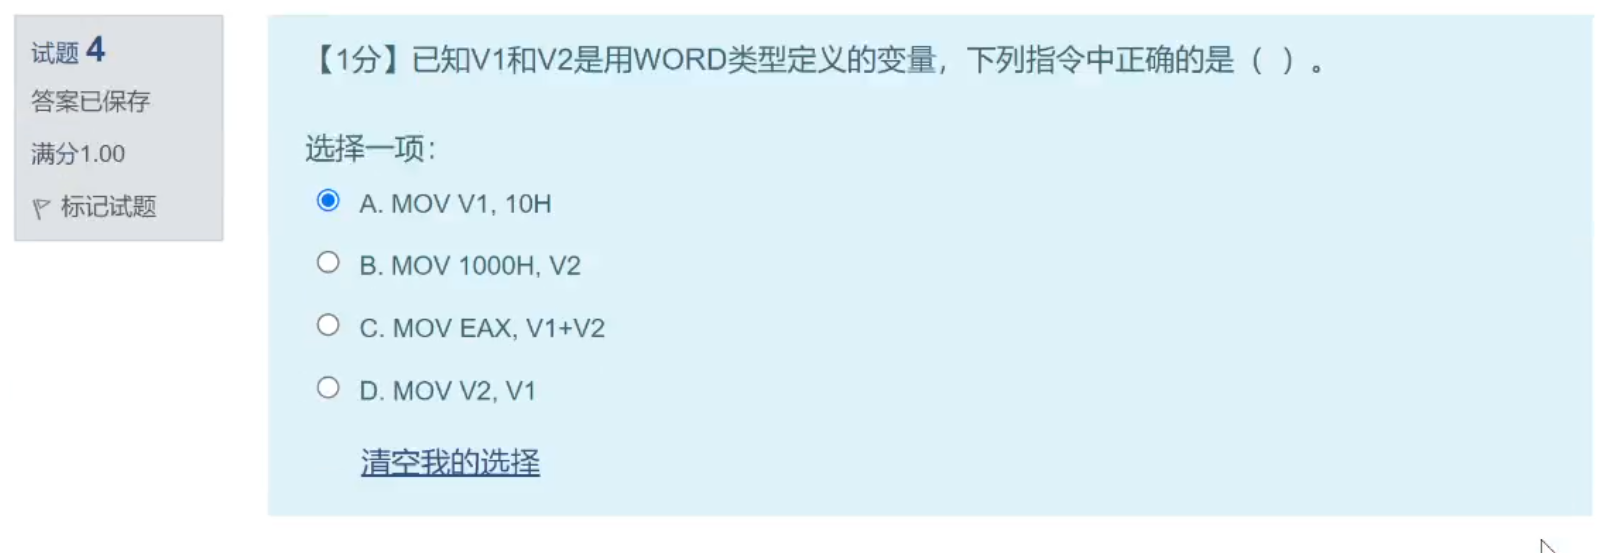 试题 4
答案已保存
满分1.00
标记试题
【1分】已知V1和V2是用WORD类型定义的变量，下列指令中正确的是（ ）。
选择一项：
A. MOV V1, 10H
B. MOV 1000H, V2
C. MOV EAX, V1+V2
D. MOV V2, V1
清空我的选择